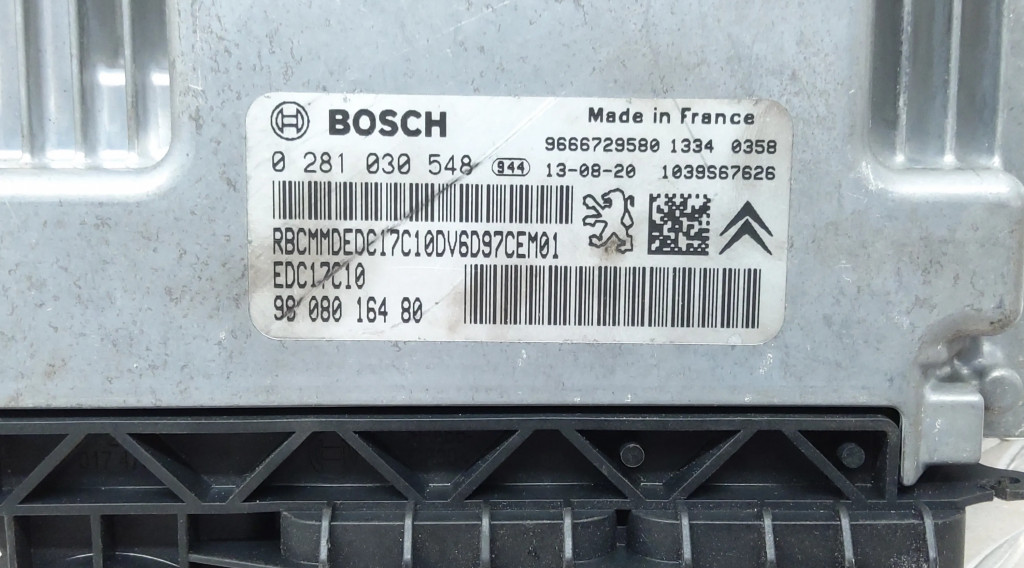 BOSCH
Made in France
9666729580 1334 0358
0 281 030 548 944 13-08-20 1039S67626
RBCMMDEDC17C10DV6D97CEM01
EDC17C10
98 080 164 80